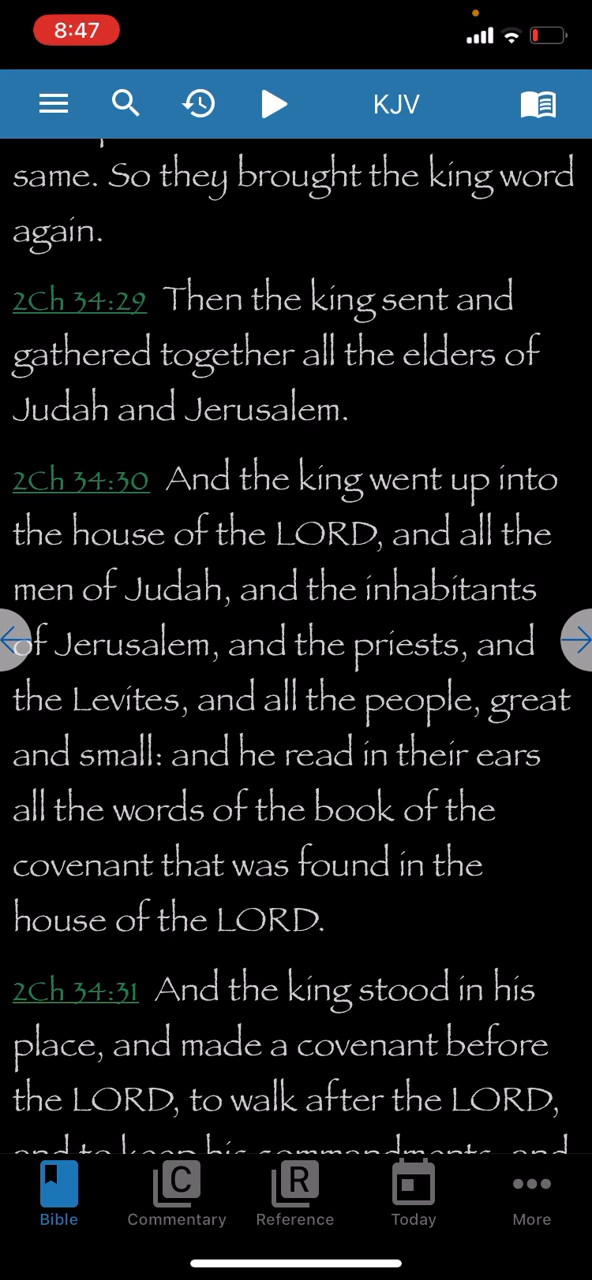 8:47
KJV
same. So they brought the king word
again.
2Ch 34:29 Then the king sent and
gathered together all the elders of
Judah and Jerusalem.
2Ch 34:30 And the king went up into
the house of the LORD, and all the
men of Judah, and the inhabitants
of Jerusalem, and the priests, and
the Levites, and all the people, great
and small: and he read in their ears
all the words of the book of the
covenant that was found in the
house of the LORD.
2Ch 34:31 And the king stood in his
place, and made a covenant before
the LORD, to walk after the LORD,
and to keep his commandments, and
Bible Commentary Reference Today More